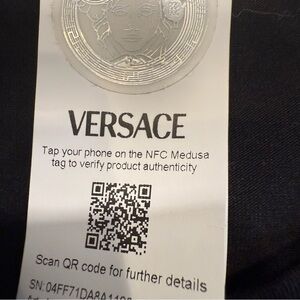 VERSACE
Tap your phone on the NFC Medusa
tag to verify product authenticity
Scan QR code for further details